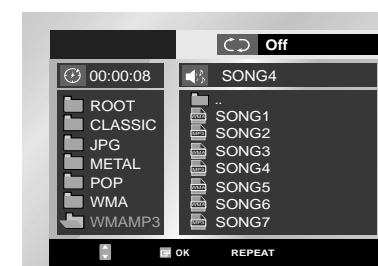 Off
00:00:08
SONG4
ROOT
CLASSIC
JPG
METAL
POP
WMA
WMAMP3
..
SONG1
SONG2
SONG3
SONG4
SONG5
SONG6
SONG7
OK REPEAT